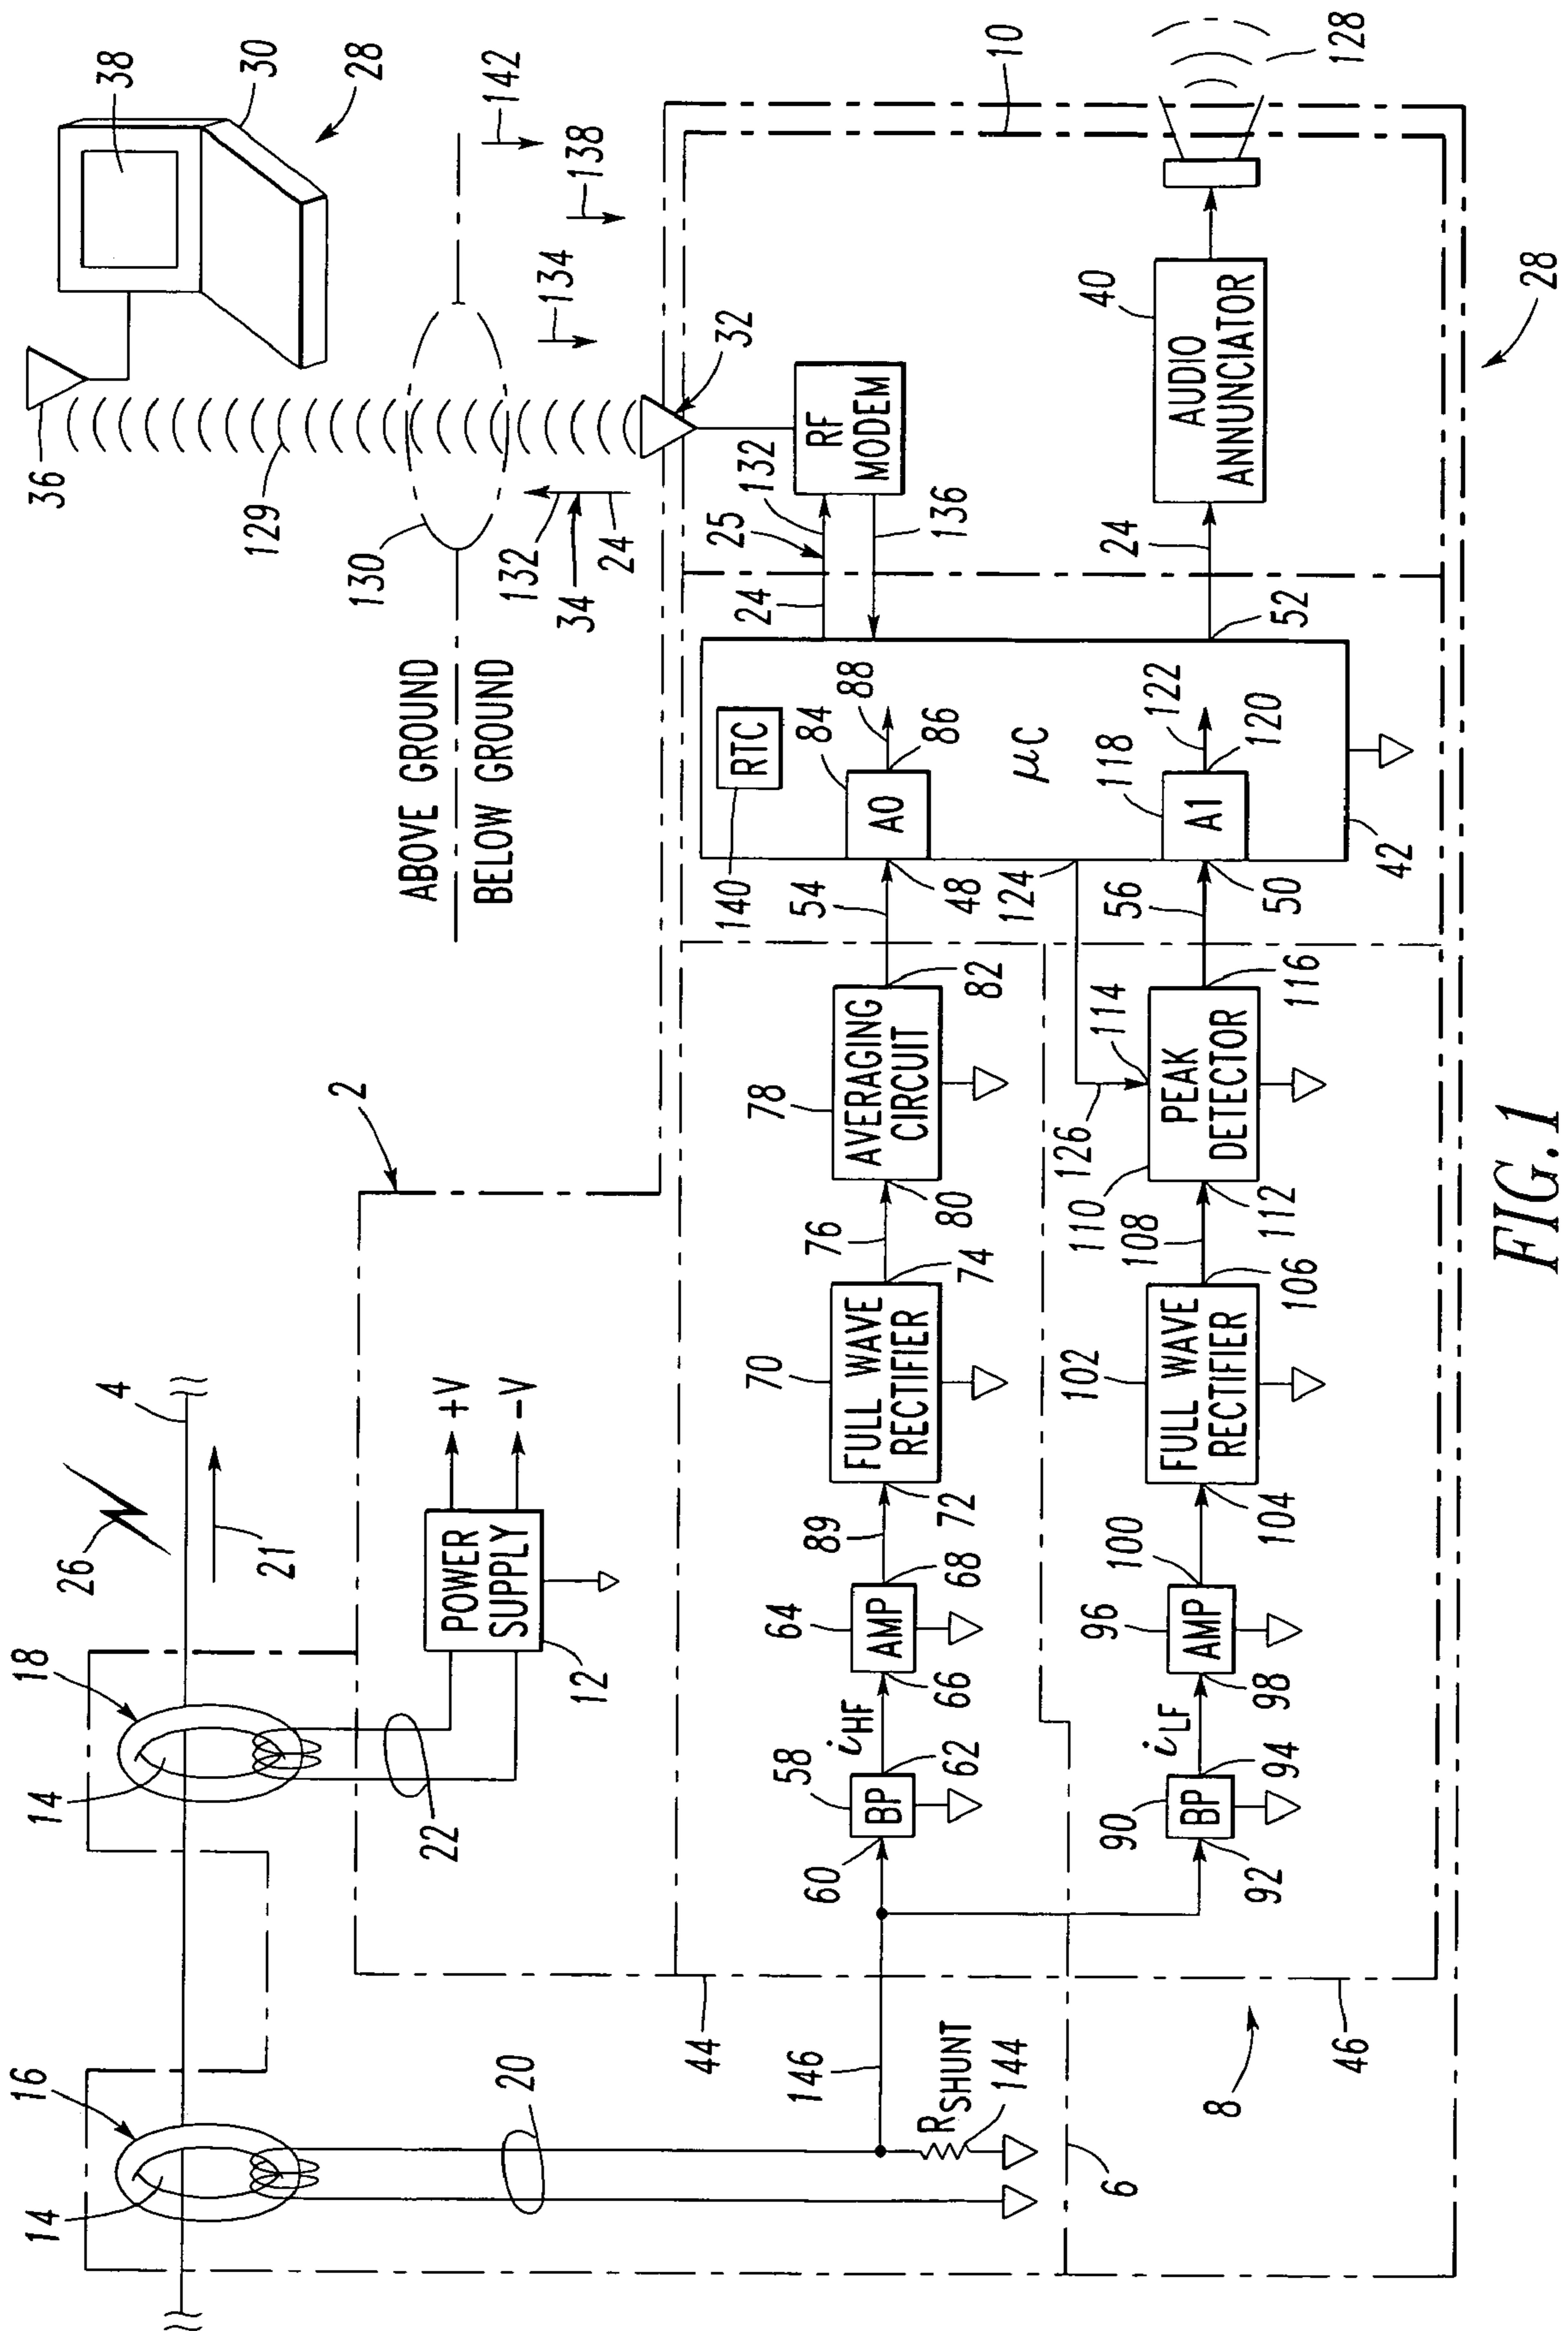 36
38
30
28
129
130
142
138
134
132
34
24
32
ABOVE GROUND
BELOW GROUND
10
128
2
26
4
21
18
14
22
+V
-V
POWER
SUPPLY
12
16
14
20
146
R SHUNT
144
6
8
44
46
RF
MODEM
25
132
136
24
40
AUDIO
ANNUNCIATOR
24
52
28
RTC
140
84
88
86
A0
μC
118
122
120
A1
42
54
48
124
56
50
60
58
BP
62
iHF
64
66
AMP
68
89
72
70
FULL WAVE
RECTIFIER
74
76
80
78
AVERAGING
CIRCUIT
82
92
90
BP
94
iLF
96
98
AMP
100
104
102
FULL WAVE
RECTIFIER
106
108
112
110
126
114
PEAK
DETECTOR
116
FIG. 1